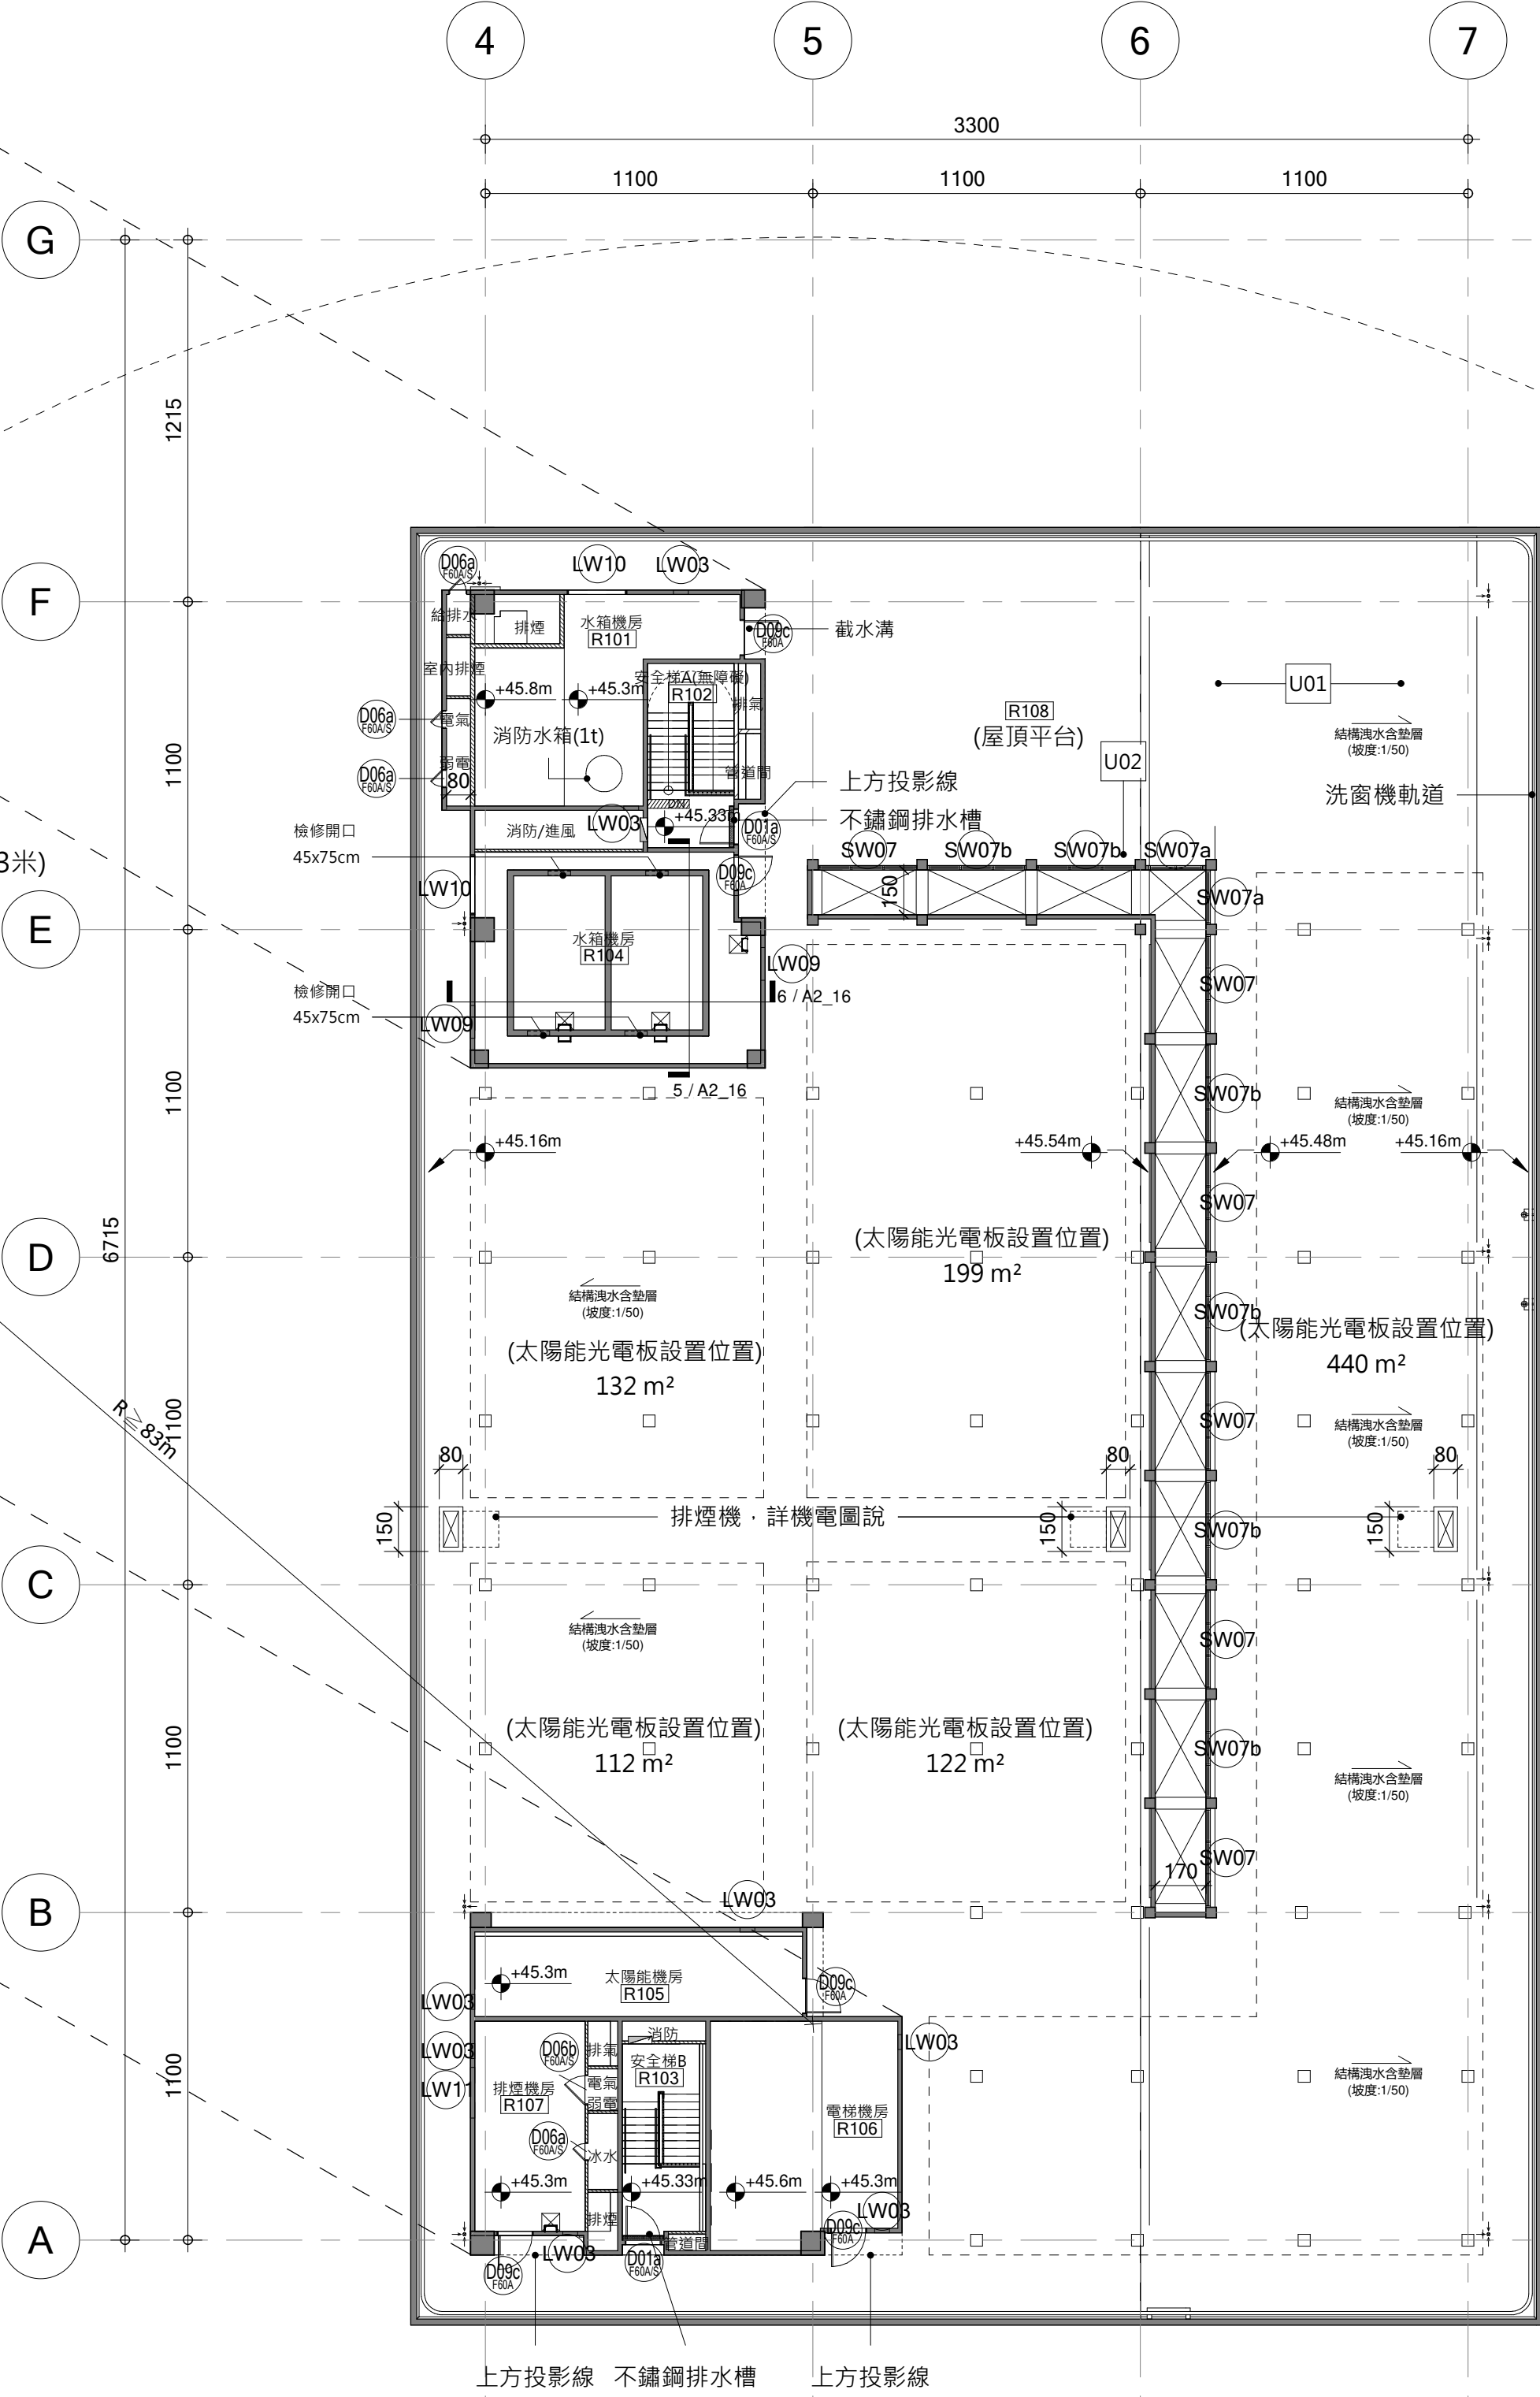 4
5
6
7
3300
1100
1100
1100
G
1215
F
1100
E
1100
D
6715
1100
C
1100
B
1100
A
3米)
R≥83m
D06a
F60A/S
LW10
LW03
給排水
排煙
水箱機房
R101
D09c
F60A
截水溝
室內排煙
安全梯A(無障礙)
R102
排氣
+45.8m
+45.3m
D06a
F60A/S
電氣
消防水箱(1t)
D06a
F60A/S
弱電
80
管道間
DN
+45.33m
上方投影線
不鏽鋼排水槽
消防/進風
LW03
D01a
F60A/S
檢修開口
45x75cm
D09c
F60A
LW10
水箱機房
R104
LW09
檢修開口
45x75cm
LW09
6 / A2_16
5 / A2_16
R108
(屋頂平台)
U01
U02
結構洩水含墊層
(坡度:1/50)
洗窗機軌道
SW07
SW07b
SW07b
SW07a
150
SW07a
SW07
SW07b
結構洩水含墊層
(坡度:1/50)
+45.16m
+45.54m
+45.48m
+45.16m
SW07
(太陽能光電板設置位置)
199 m²
結構洩水含墊層
(坡度:1/50)
SW07b
(太陽能光電板設置位置)
440 m²
(太陽能光電板設置位置)
132 m²
SW07
結構洩水含墊層
(坡度:1/50)
80
80
80
150
排煙機，詳機電圖說
150
SW07b
150
結構洩水含墊層
(坡度:1/50)
SW07
(太陽能光電板設置位置)
112 m²
(太陽能光電板設置位置)
122 m²
SW07b
結構洩水含墊層
(坡度:1/50)
SW07
170
LW03
+45.3m
太陽能機房
R105
D09c
F60A
LW03
LW03
LW11
消防
D06b
F60A/S
排氣
安全梯B
R103
LW03
電氣
弱電
排煙機房
R107
電梯機房
R106
D06a
F60A/S
冰水
結構洩水含墊層
(坡度:1/50)
+45.3m
+45.33m
+45.6m
+45.3m
排煙
LW03
D09c
F60A
管道間
LW03
D01a
F60A/S
D09c
F60A
上方投影線
不鏽鋼排水槽
上方投影線